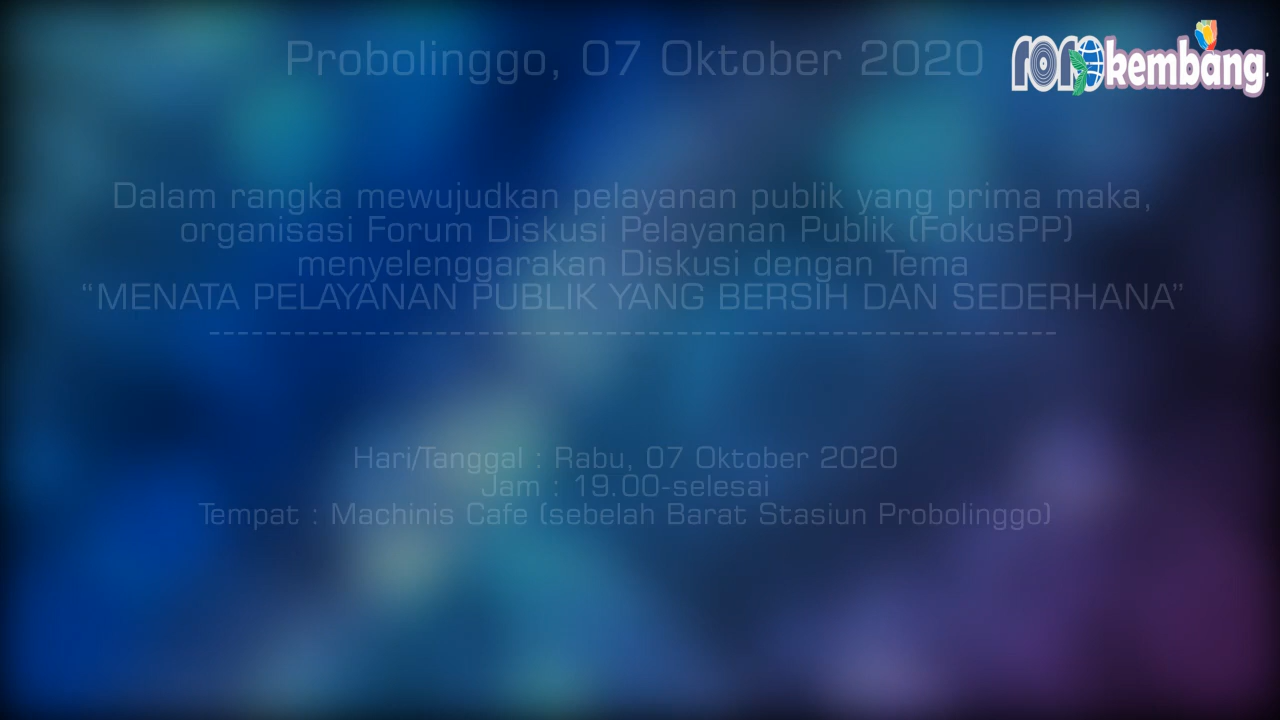 Probolinggo, 07 Oktober 2020
rorokembang.
Dalam rangka mewujudkan pelayanan publik yang prima maka,
organisasi Forum Diskusi Pelayanan Publik (FokusPP)
menyelenggarakan Diskusi dengan Tema
“MENATA PELAYANAN PUBLIK YANG BERSIH DAN SEDERHANA”
------------------------------------------------------------
Hari/Tanggal : Rabu, 07 Oktober 2020
Jam : 19.00-selesai
Tempat : Machinis Cafe (sebelah Barat Stasiun Probolinggo)